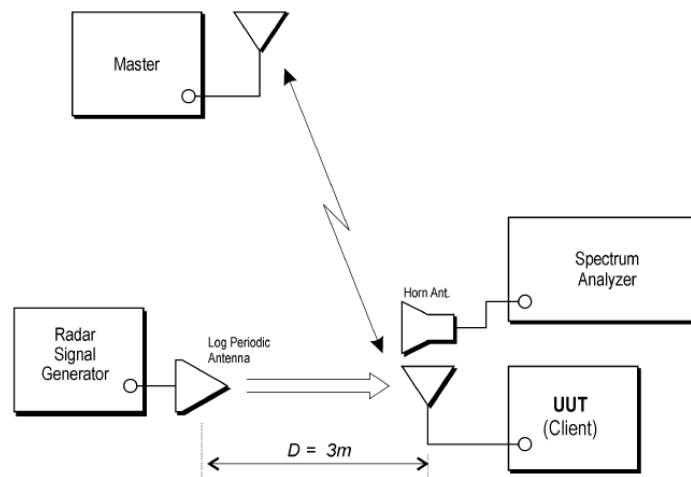 Master
Spectrum
Analyzer
Horn Ant.
Radar
Signal
Generator
Log Periodic
Antenna
UUT
(Client)
D = 3m